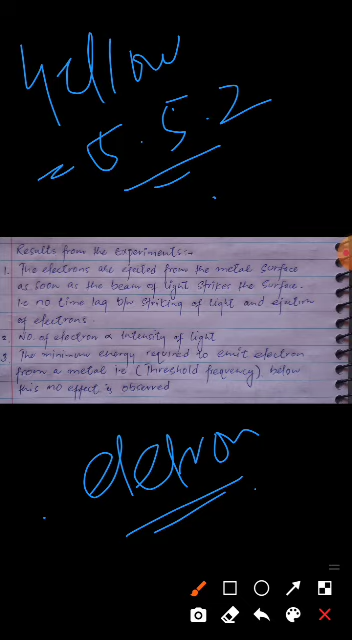 Yellow
= 5.5.2
Results from the Experiments:-
1. The electrons are ejected from the metal surface
as soon as the beam of light strikes the surface.
i.e no time lag b/w striking of light and ejection
of electrons.
2 No of electron α intensity of light
3 The minimum energy required to emit electron
from a metal i.e (Threshold frequency) below
this no effect is observed